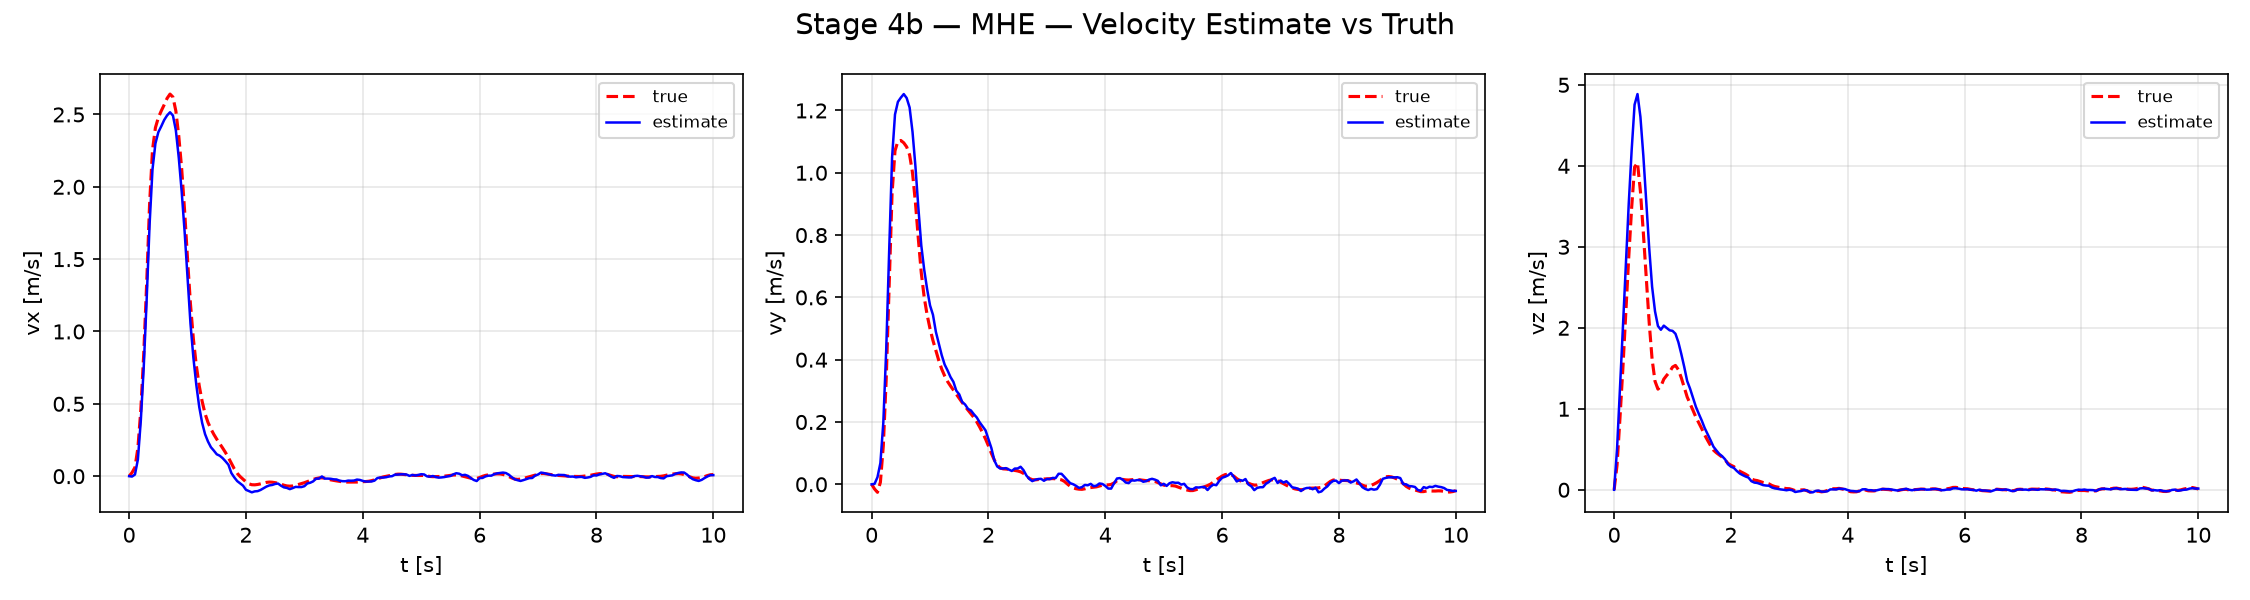 Stage 4b — MHE — Velocity Estimate vs Truth
vx [m/s]
2.5
2.0
1.5
1.0
0.5
0.0
true
estimate
0 2 4 6 8 10
t [s]
vy [m/s]
1.2
1.0
0.8
0.6
0.4
0.2
0.0
true
estimate
0 2 4 6 8 10
t [s]
vz [m/s]
5
4
3
2
1
0
true
estimate
0 2 4 6 8 10
t [s]